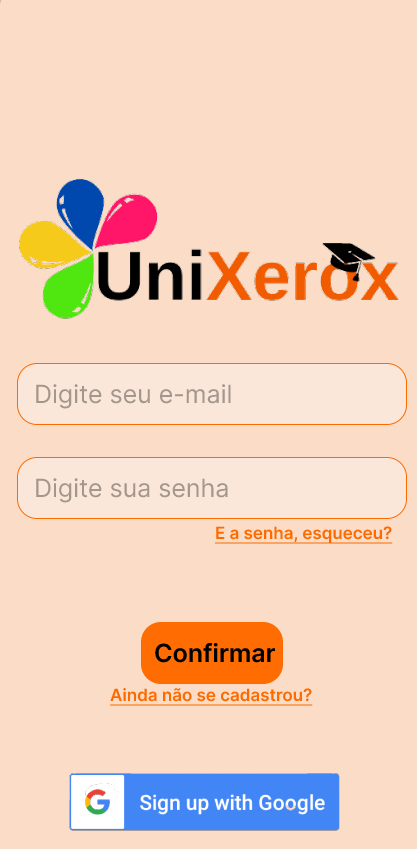 UniXerox
Digite seu e-mail
Digite sua senha
E a senha, esqueceu?
Confirmar
Ainda não se cadastrou?
Sign up with Google